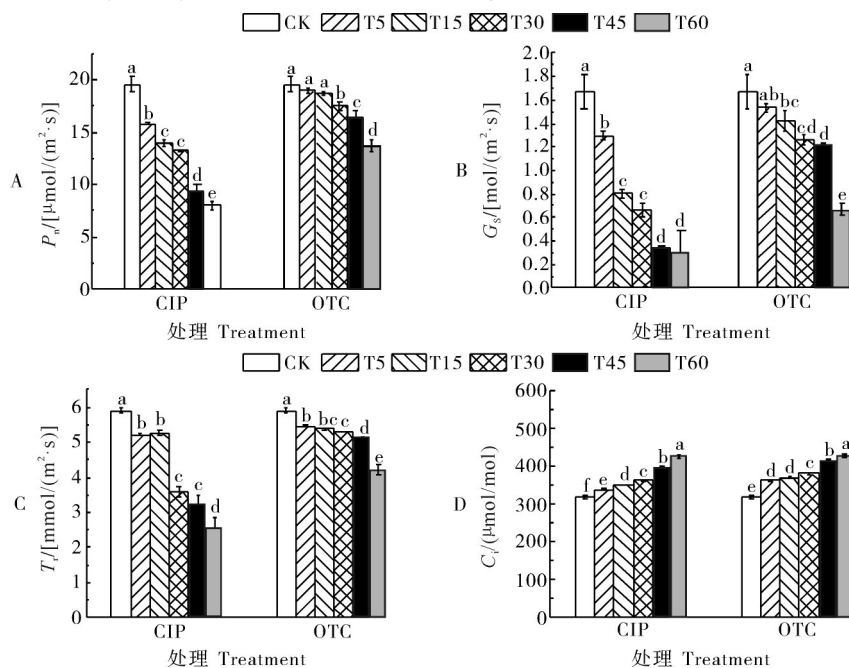 CK T5 T15 T30 T45 T60
A
Pn/[μmol/(m²·s)]
20
15
10
5
0
a b c c d e
a a a b c d
CIP OTC
处理 Treatment
B
GS/[mol/(m²·s)]
2.0
1.8
1.6
1.4
1.2
1.0
0.8
0.6
0.4
0.2
0.0
a b c c d d
a ab bc cd d e
CIP OTC
处理 Treatment
CK T5 T15 T30 T45 T60
C
Tr/[mmol/(m²·s)]
6
5
4
3
2
1
0
a b b c c d
a b bc c d e
CIP OTC
处理 Treatment
D
Ci/(μmol/mol)
600
500
400
300
200
100
0
f e d c b a
e d d c b a
CIP OTC
处理 Treatment